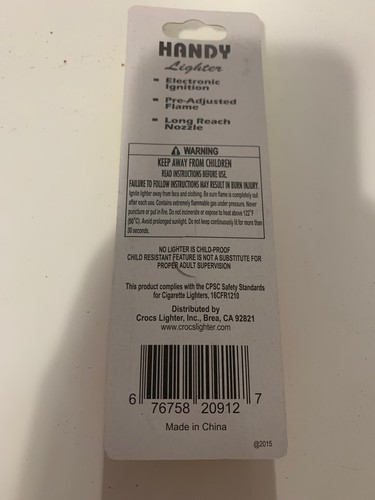 HANDY
Lighter
- Electronic
Ignition
- Pre-Adjusted
Flame
- Long Reach
Nozzle
WARNING
KEEP AWAY FROM CHILDREN
READ INSTRUCTIONS BEFORE USE.
FAILURE TO FOLLOW INSTRUCTIONS MAY RESULT IN BURN INJURY.
Ignite lighter away from face and clothing. Be sure flame is completely out
after each use. Contains extremely flammable gas under pressure. Never
puncture or put in fire. Do not incinerate or expose to heat above 122°F
(50°C). Avoid prolonged sunlight. Do not keep continuously lit for more than
30 seconds.
NO LIGHTER IS CHILD-PROOF
CHILD RESISTANT FEATURE IS NOT A SUBSTITUTE FOR
PROPER ADULT SUPERVISION
This product complies with the CPSC Safety Standards
for Cigarette Lighters, 16CFR1210
Distributed by
Crocs Lighter, Inc., Brea, CA 92821
www.crocslighter.com
6 76758 20912 7
Made in China
@2015